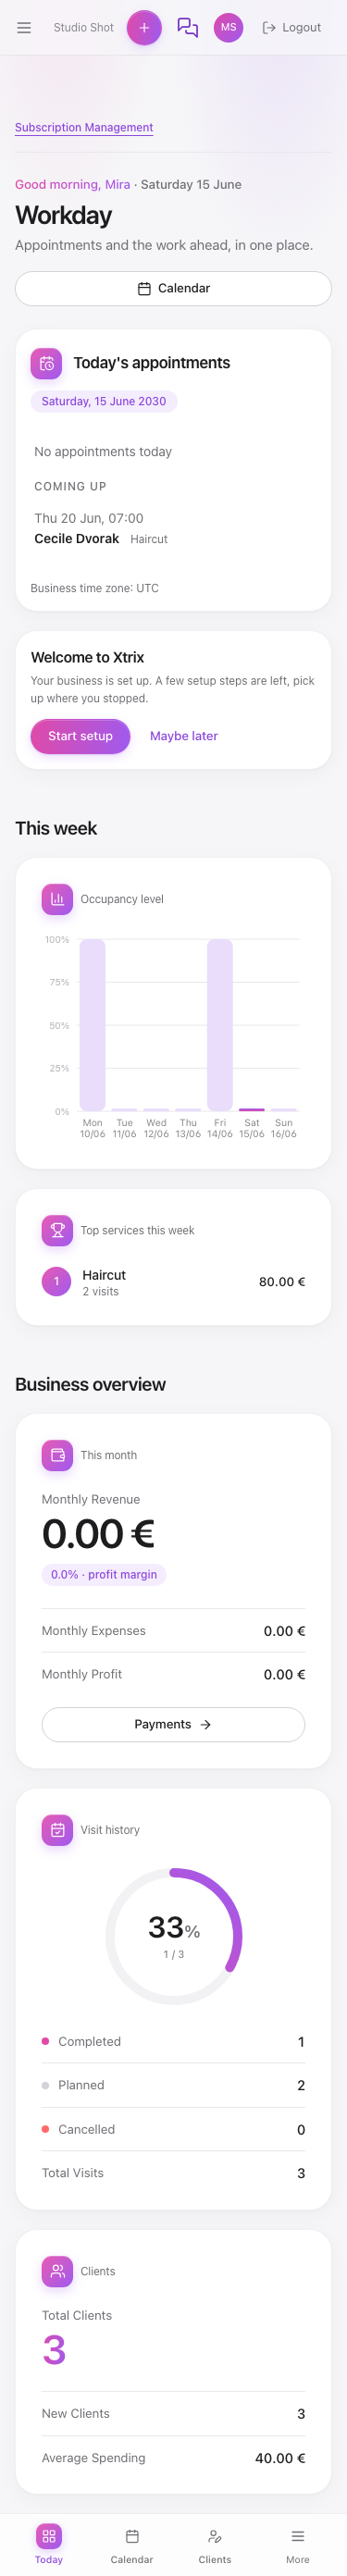 Studio Shot
MS
Logout
Subscription Management
Good morning, Mira · Saturday 15 June
Workday
Appointments and the work ahead, in one place.
Calendar
Today's appointments
Saturday, 15 June 2030
No appointments today
COMING UP
Thu 20 Jun, 07:00
Cecile Dvorak Haircut
Business time zone: UTC
Welcome to Xtrix
Your business is set up. A few setup steps are left, pick
up where you stopped.
Start setup
Maybe later
This week
Occupancy level
100%
75%
50%
25%
0%
Mon Tue Wed Thu Fri Sat Sun
10/06 11/06 12/06 13/06 14/06 15/06 16/06
Top services this week
1
Haircut
2 visits
80.00 €
Business overview
This month
Monthly Revenue
0.00 €
0.0% · profit margin
Monthly Expenses 0.00 €
Monthly Profit 0.00 €
Payments
Visit history
33%
1 / 3
Completed 1
Planned 2
Cancelled 0
Total Visits 3
Clients
Total Clients
3
New Clients 3
Average Spending 40.00 €
Today Calendar Clients More